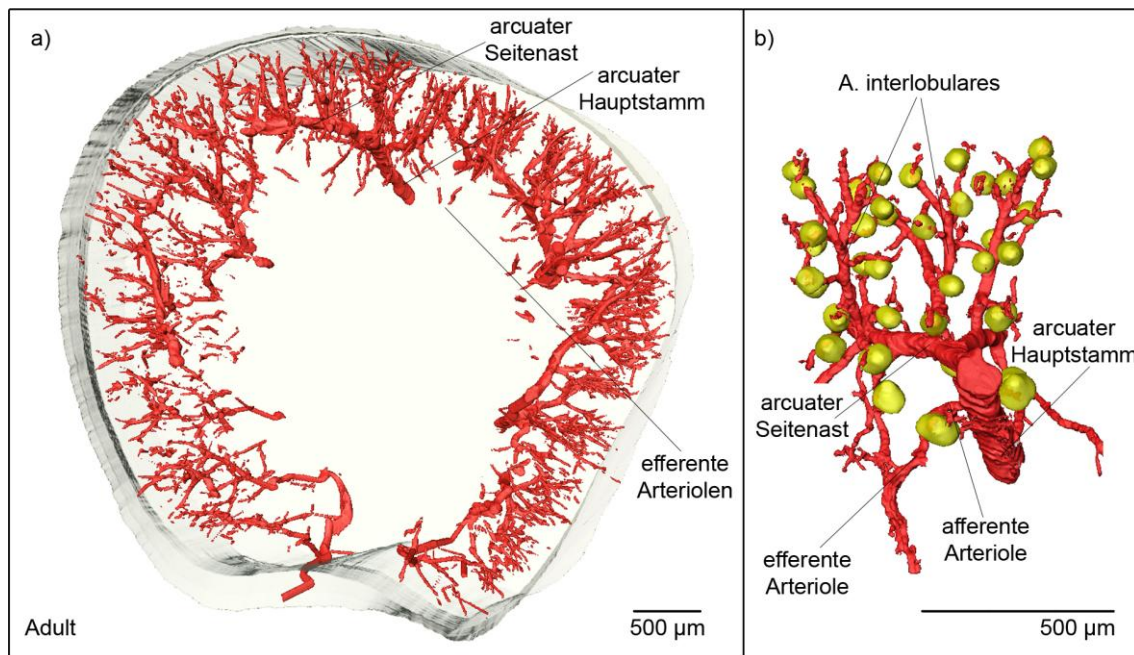 a)
arcuater
Seitenast
arcuater
Hauptstamm
efferente
Arteriolen
Adult
500 µm
b)
A. interlobulares
arcuater
Hauptstamm
arcuater
Seitenast
afferente
Arteriole
efferente
Arteriole
500 µm